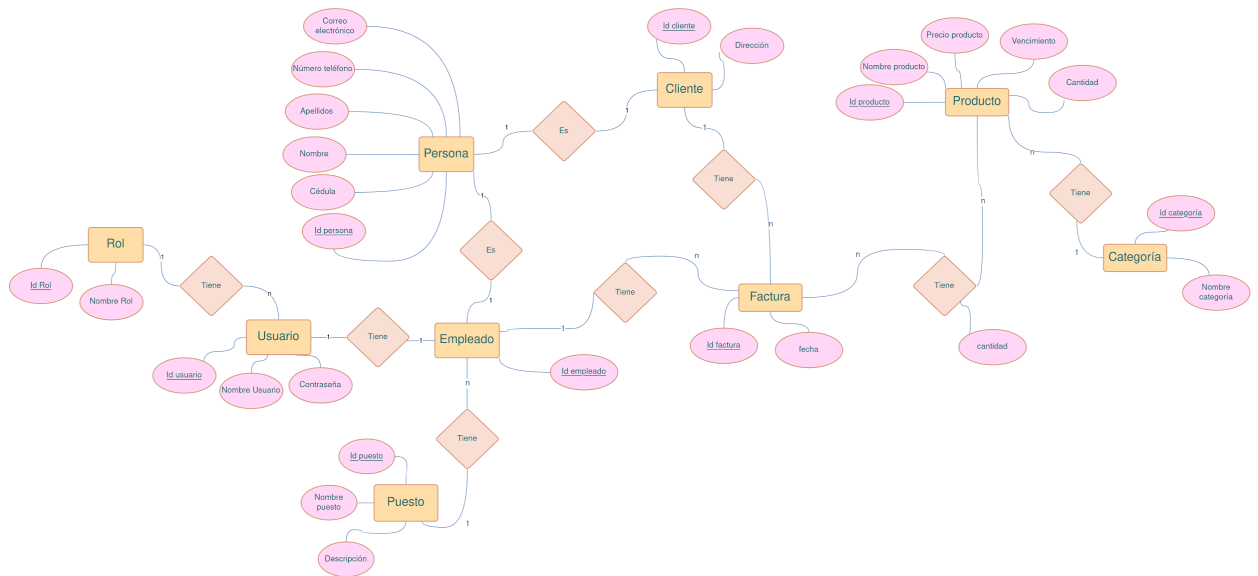 Correo
electrónico
Número teléfono
Apellidos
Nombre
Cédula
Id persona
Persona
1
Es
1
Id cliente
Dirección
Cliente
1
Tiene
n
Precio producto
Vencimiento
Nombre producto
Cantidad
Id producto
Producto
n
Tiene
1
Id categoría
Categoría
Nombre
categoría
n
1
Es
1
Rol
Id Rol
Nombre Rol
1
Tiene
n
Usuario
Id usuario
Nombre Usuario
Contraseña
1
Tiene
1
Empleado
Id empleado
1
Tiene
n
Factura
Id factura
fecha
n
Tiene
cantidad
n
Tiene
1
Id puesto
Nombre
puesto
Puesto
Descripción